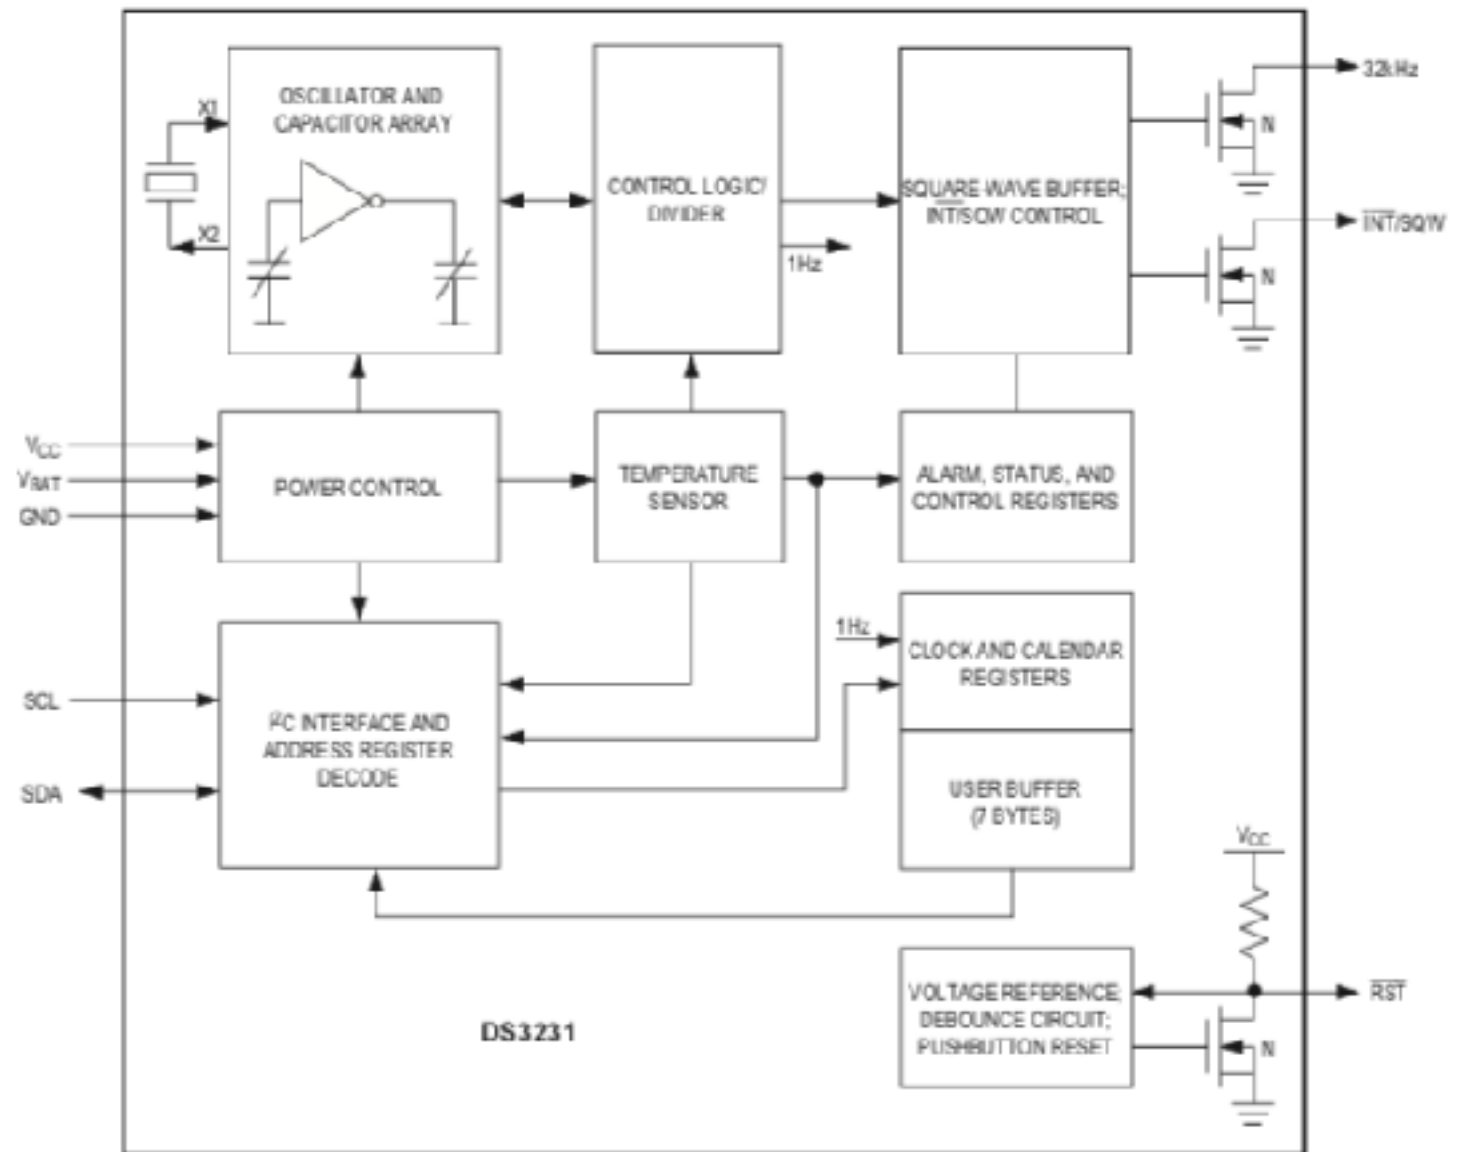 OSCILLATOR AND
CAPACITOR ARRAY
X1
X2
CONTROL LOGIC/
DIVIDER
1Hz
SQUARE-WAVE BUFFER;
INT/SQW CONTROL
N
32kHz
N
INT/SQW
VCC
VBAT
GND
POWER CONTROL
TEMPERATURE
SENSOR
ALARM, STATUS, AND
CONTROL REGISTERS
SCL
SDA
I²C INTERFACE AND
ADDRESS REGISTER
DECODE
1Hz
CLOCK AND CALENDAR
REGISTERS
USER BUFFER
(7 BYTES)
VCC
VOLTAGE REFERENCE;
DEBOUNCE CIRCUIT;
PUSHBUTTON RESET
N
RST
DS3231